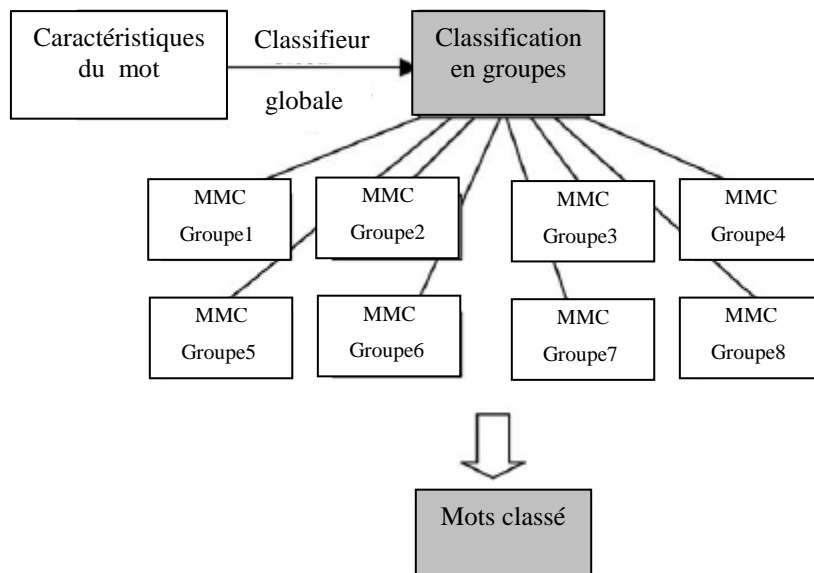 Caractéristiques
du mot
Classifieur
globale
Classification
en groupes
MMC
Groupe1
MMC
Groupe2
MMC
Groupe3
MMC
Groupe4
MMC
Groupe5
MMC
Groupe6
MMC
Groupe7
MMC
Groupe8
Mots classé